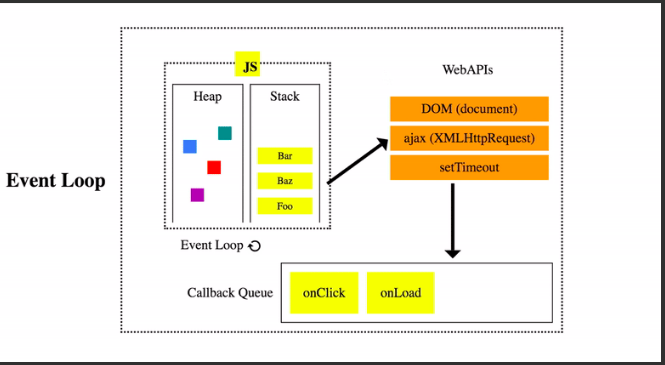 Event Loop
JS
Heap
Stack
Bar
Baz
Foo
Event Loop
WebAPIs
DOM (document)
ajax (XMLHttpRequest)
setTimeout
Callback Queue
onClick
onLoad